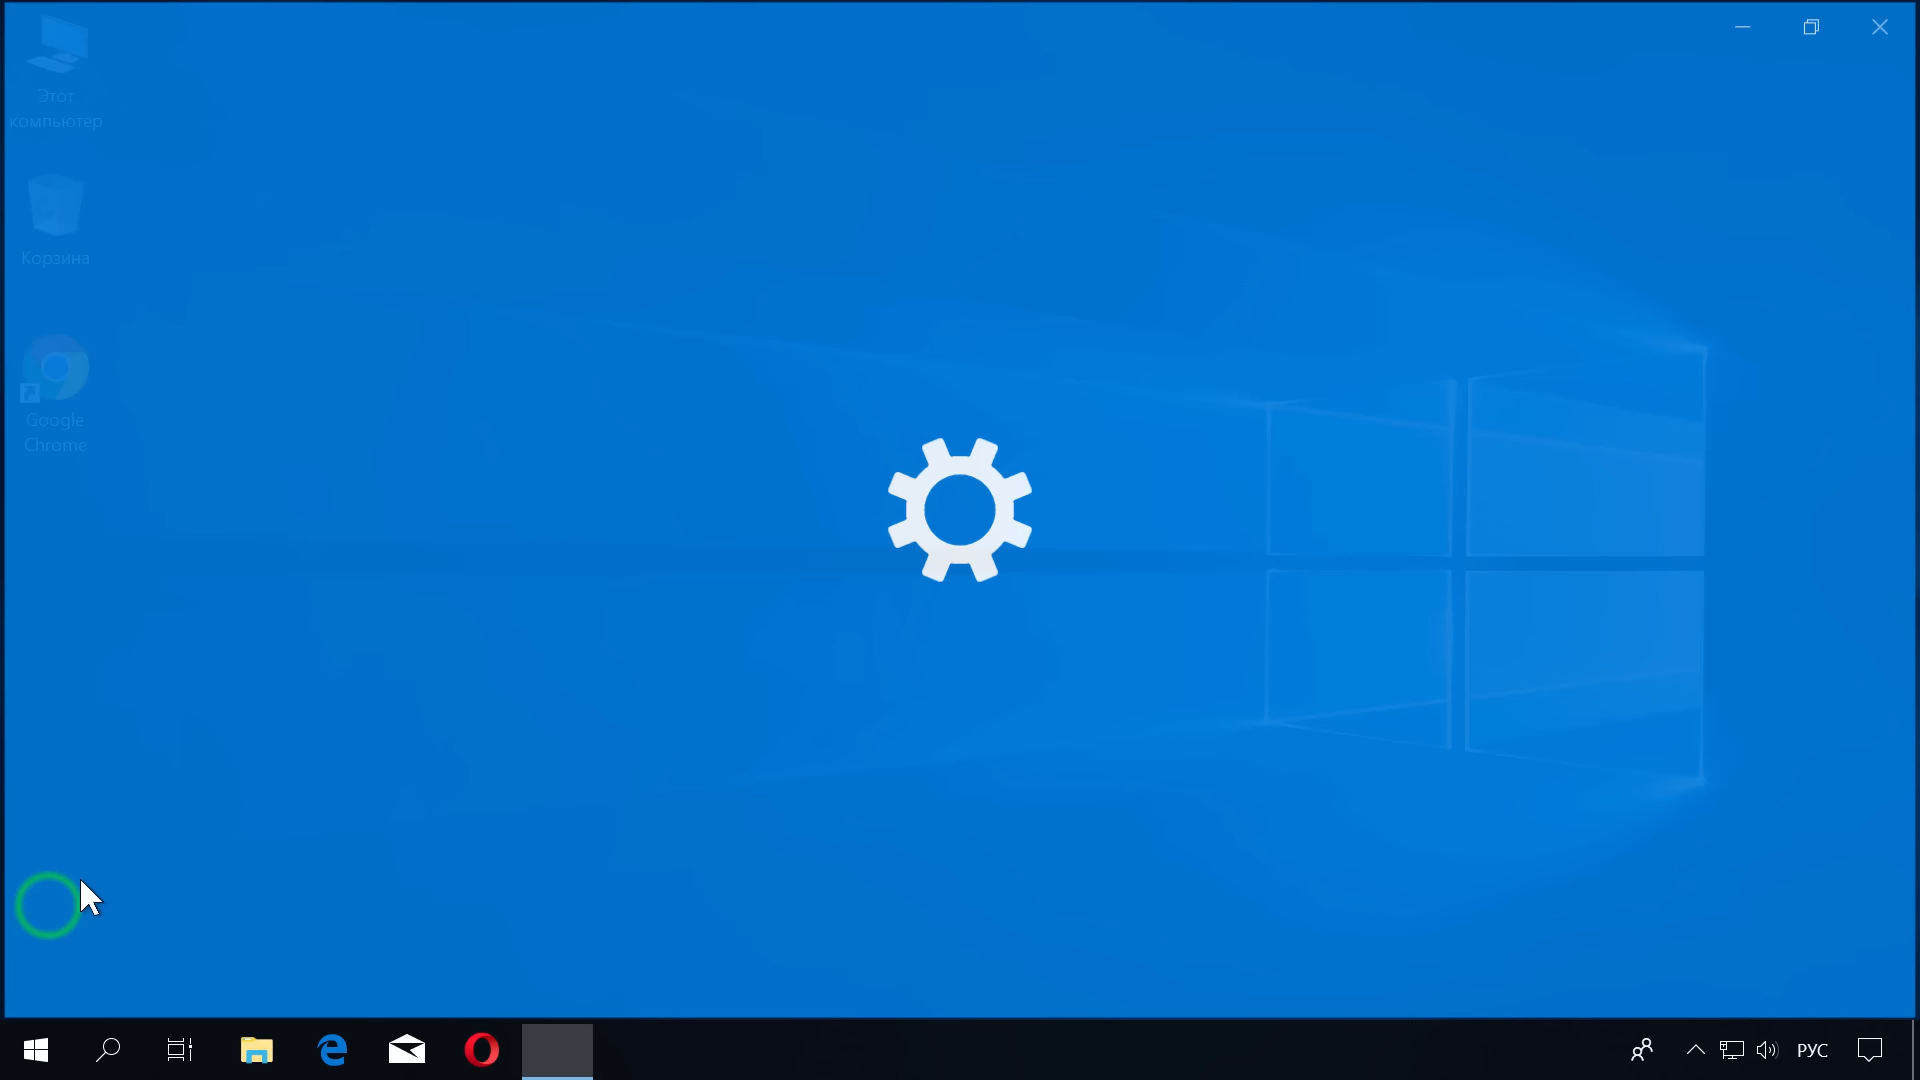 Этот
компьютер
Корзина
Google
Chrome
РУС